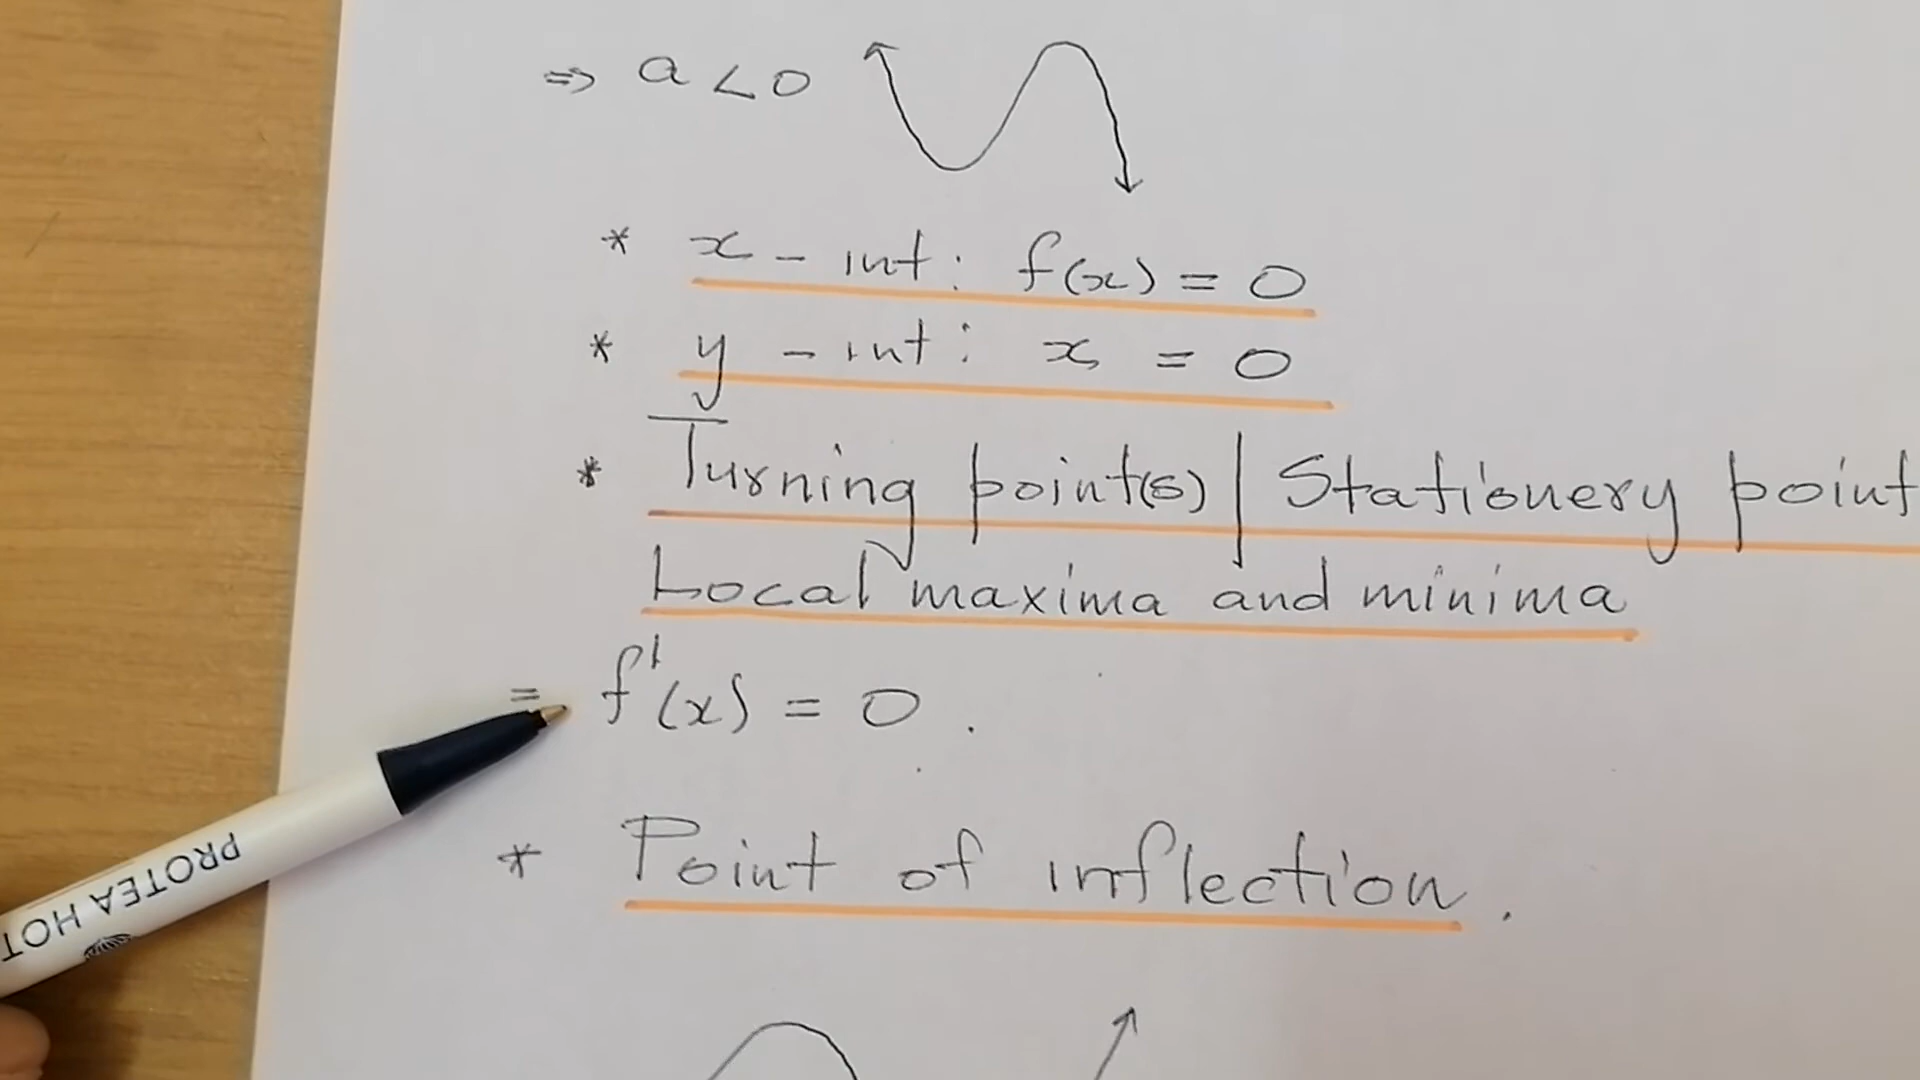 ⇒ a < 0
* x - int: f(x) = 0
* y - int: x = 0
* Turning point(s) | Stationery point
Local maxima and minima
= f'(x) = 0.
* Point of inflection.
PROTEA HOT